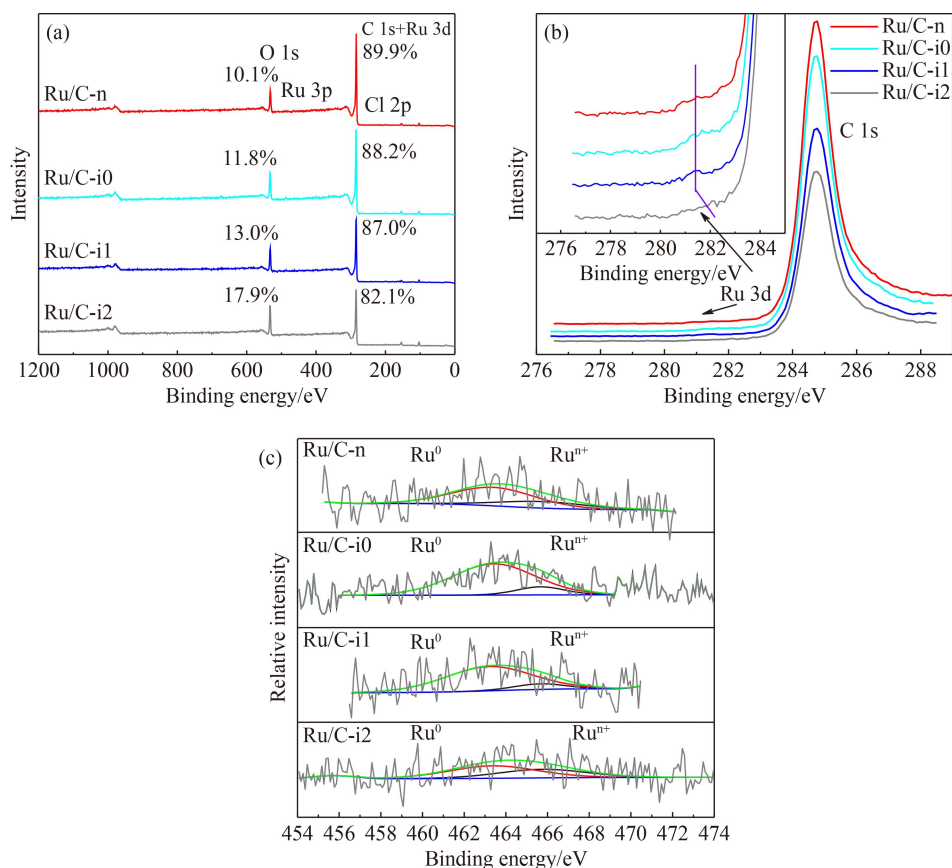 (a)
C 1s+Ru 3d
O 1s
89.9%
10.1%
Ru 3p
Ru/C-n
Cl 2p
11.8%
88.2%
Ru/C-i0
13.0%
87.0%
Ru/C-i1
17.9%
82.1%
Ru/C-i2
Intensity
1200 1000 800 600 400 200 0
Binding energy/eV
(b)
Ru/C-n
Ru/C-i0
Ru/C-i1
Ru/C-i2
C 1s
276 278 280 282 284
Binding energy/eV
Ru 3d
Intensity
276 278 280 282 284 286 288
Binding energy/eV
(c)
Ru/C-n Ru⁰ Ruⁿ⁺
Ru/C-i0 Ru⁰ Ruⁿ⁺
Ru/C-i1 Ru⁰ Ruⁿ⁺
Ru/C-i2 Ru⁰ Ruⁿ⁺
Relative intensity
454 456 458 460 462 464 466 468 470 472 474
Binding energy/eV